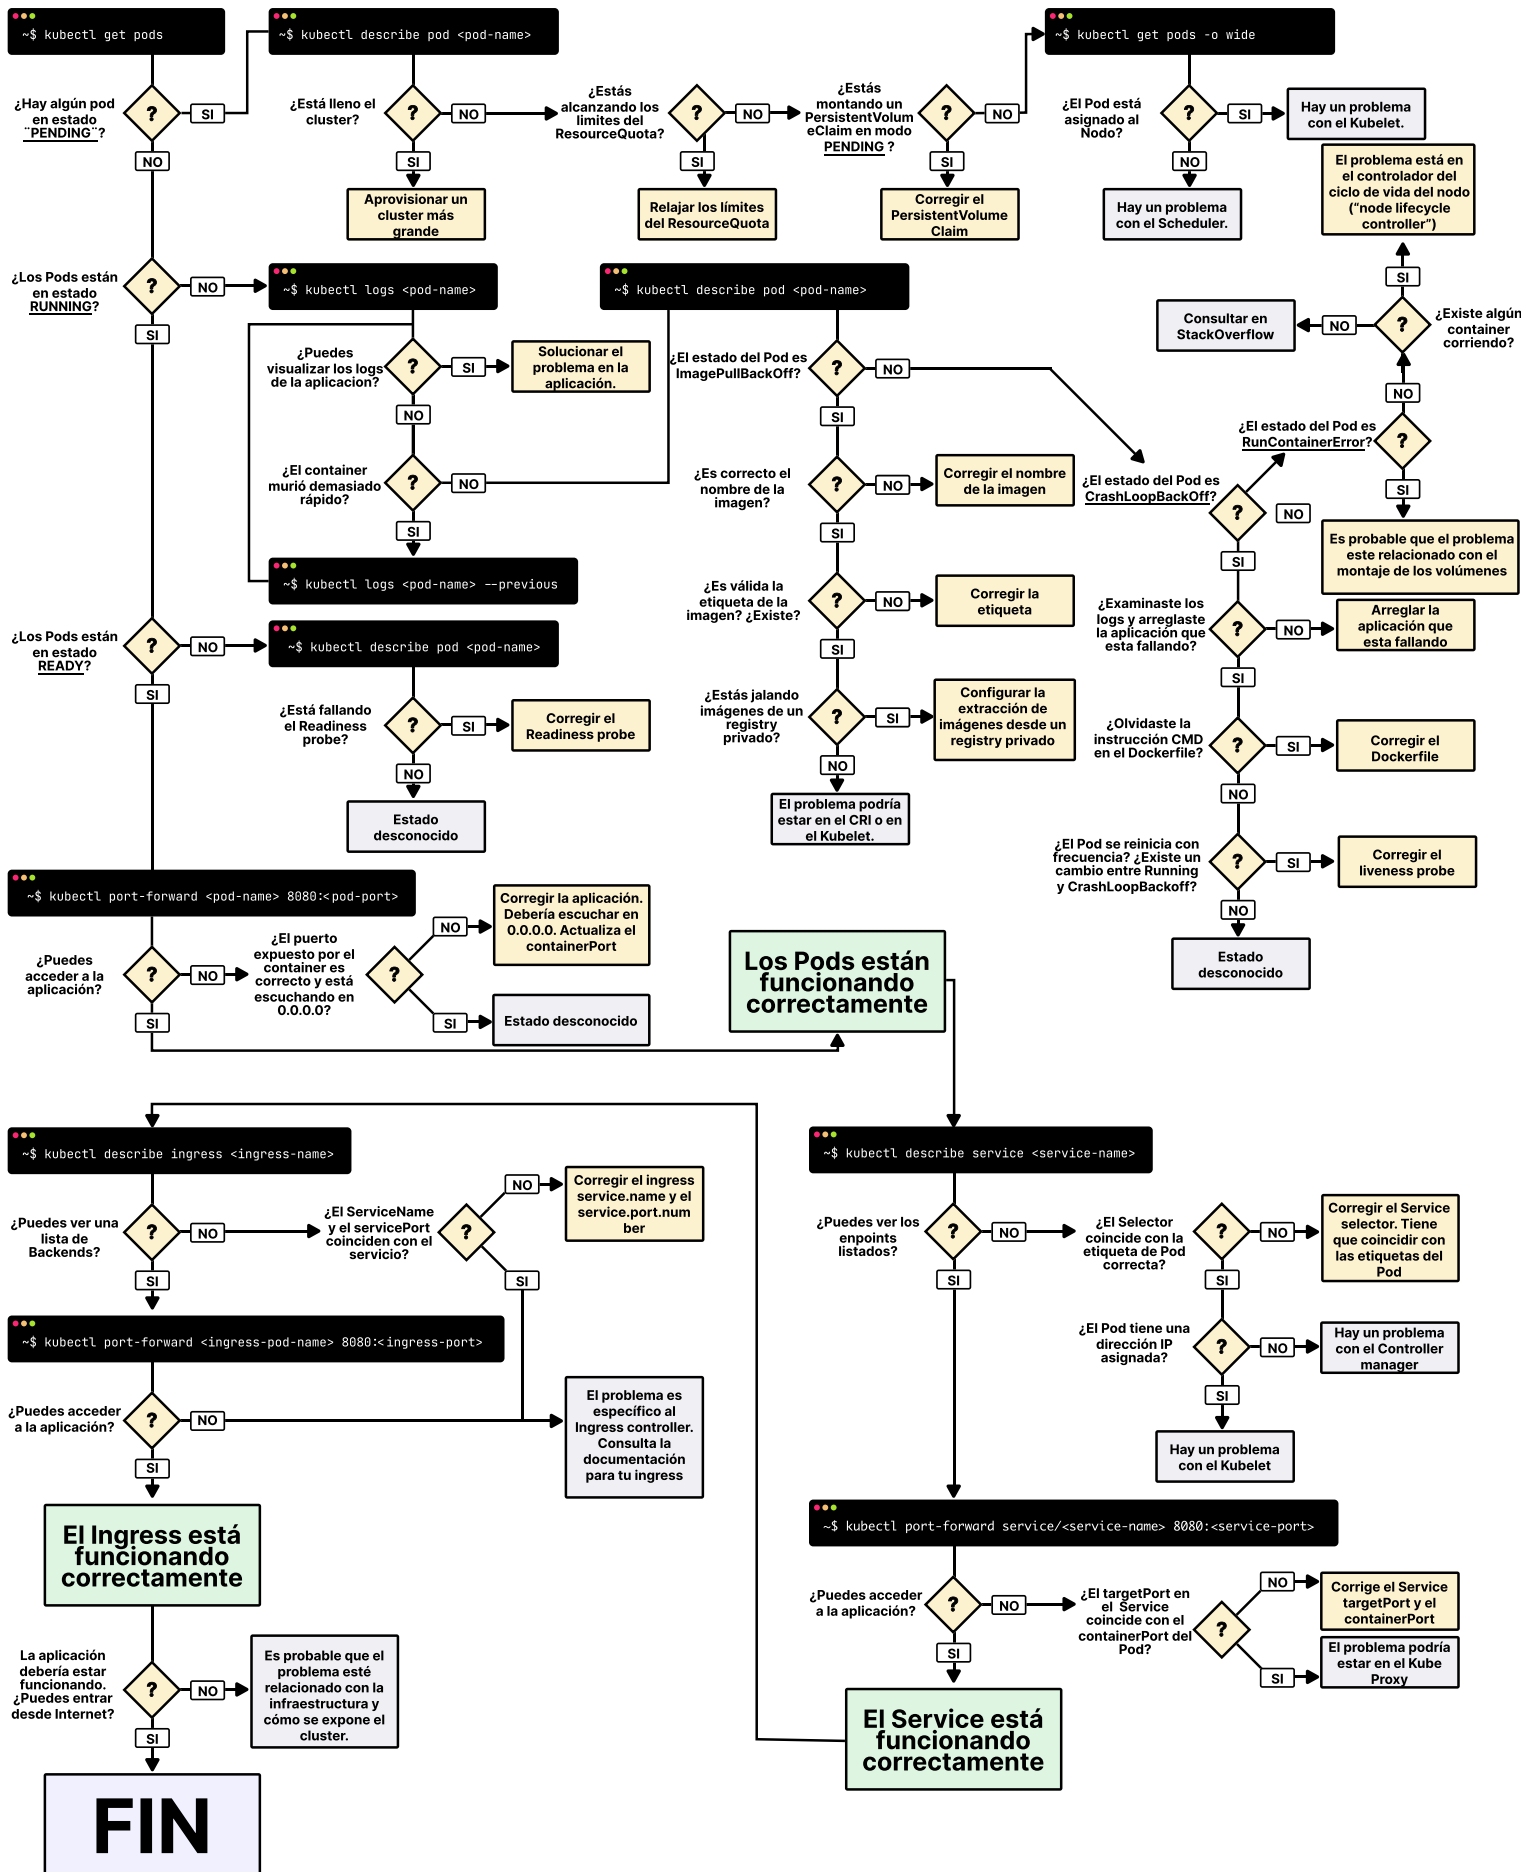 ~$ kubectl get pods
¿Hay algún pod
en estado
¨PENDING¨?
?
SI
NO
~$ kubectl describe pod <pod-name>
¿Está lleno el
cluster?
?
NO
SI
Aprovisionar un
cluster más
grande
¿Estás
alcanzando los
limites del
ResourceQuota?
?
NO
SI
Relajar los límites
del ResourceQuota
¿Estás
montando un
PersistentVolum
eClaim en modo
PENDING ?
?
NO
SI
Corregir el
PersistentVolume
Claim
~$ kubectl get pods -o wide
¿El Pod está
asignado al
Nodo?
?
SI
Hay un problema
con el Kubelet.
NO
Hay un problema
con el Scheduler.
El problema está en
el controlador del
ciclo de vida del nodo
(“node lifecycle
controller”)
SI
¿Existe algún
container
corriendo?
?
NO
Consultar en
StackOverflow
NO
¿El estado del Pod es
RunContainerError?
?
SI
Es probable que el problema
este relacionado con el
montaje de los volúmenes
¿Los Pods están
en estado
RUNNING?
?
NO
SI
~$ kubectl logs <pod-name>
¿Puedes
visualizar los logs
de la aplicacion?
?
SI
Solucionar el
problema en la
aplicación.
NO
¿El container
murió demasiado
rápido?
?
NO
SI
~$ kubectl logs <pod-name> --previous
~$ kubectl describe pod <pod-name>
¿El estado del Pod es
ImagePullBackOff?
?
NO
SI
¿Es correcto el
nombre de la
imagen?
?
NO
Corregir el nombre
de la imagen
SI
¿Es válida la
etiqueta de la
imagen? ¿Existe?
?
NO
Corregir la
etiqueta
SI
¿Estás jalando
imágenes de un
registry
privado?
?
SI
Configurar la
extracción de
imágenes desde un
registry privado
NO
El problema podría
estar en el CRI o en
el Kubelet.
¿El estado del Pod es
CrashLoopBackOff?
?
NO
SI
¿Examinaste los
logs y arreglaste
la aplicación que
esta fallando?
?
NO
Arreglar la
aplicación que
esta fallando
SI
¿Olvidaste la
instrucción CMD
en el Dockerfile?
?
SI
Corregir el
Dockerfile
NO
¿El Pod se reinicia con
frecuencia? ¿Existe un
cambio entre Running
y CrashLoopBackoff?
?
SI
Corregir el
liveness probe
NO
Estado
desconocido
¿Los Pods están
en estado
READY?
?
NO
SI
~$ kubectl describe pod <pod-name>
¿Está fallando
el Readiness
probe?
?
SI
Corregir el
Readiness probe
NO
Estado
desconocido
~$ kubectl port-forward <pod-name> 8080:<pod-port>
¿Puedes
acceder a la
aplicación?
?
NO
SI
¿El puerto
expuesto por el
container es
correcto y está
escuchando en
0.0.0.0?
?
NO
Corregir la aplicación.
Debería escuchar en
0.0.0.0. Actualiza el
containerPort
SI
Estado desconocido
Los Pods están
funcionando
correctamente
~$ kubectl describe service <service-name>
¿Puedes ver los
enpoints
listados?
?
NO
SI
¿El Selector
coincide con la
etiqueta de Pod
correcta?
?
NO
Corregir el Service
selector. Tiene
que coincidir con
las etiquetas del
Pod
SI
¿El Pod tiene una
dirección IP
asignada?
?
NO
Hay un problema
con el Controller
manager
SI
Hay un problema
con el Kubelet
~$ kubectl port-forward service/<service-name> 8080:<service-port>
¿Puedes acceder
a la aplicación?
?
NO
SI
¿El targetPort en
el Service
coincide con el
containerPort del
Pod?
?
NO
Corrige el Service
targetPort y el
containerPort
SI
El problema podría
estar en el Kube
Proxy
El Service está
funcionando
correctamente
~$ kubectl describe ingress <ingress-name>
¿Puedes ver una
lista de
Backends?
?
NO
SI
¿El ServiceName
y el servicePort
coinciden con el
servicio?
?
NO
Corregir el ingress
service.name y el
service.port.num
ber
SI
~$ kubectl port-forward <ingress-pod-name> 8080:<ingress-port>
¿Puedes acceder
a la aplicación?
?
NO
SI
El problema es
específico al
Ingress controller.
Consulta la
documentación
para tu ingress
El Ingress está
funcionando
correctamente
La aplicación
debería estar
funcionando.
¿Puedes entrar
desde Internet?
?
NO
Es probable que el
problema esté
relacionado con la
infraestructura y
cómo se expone el
cluster.
SI
FIN